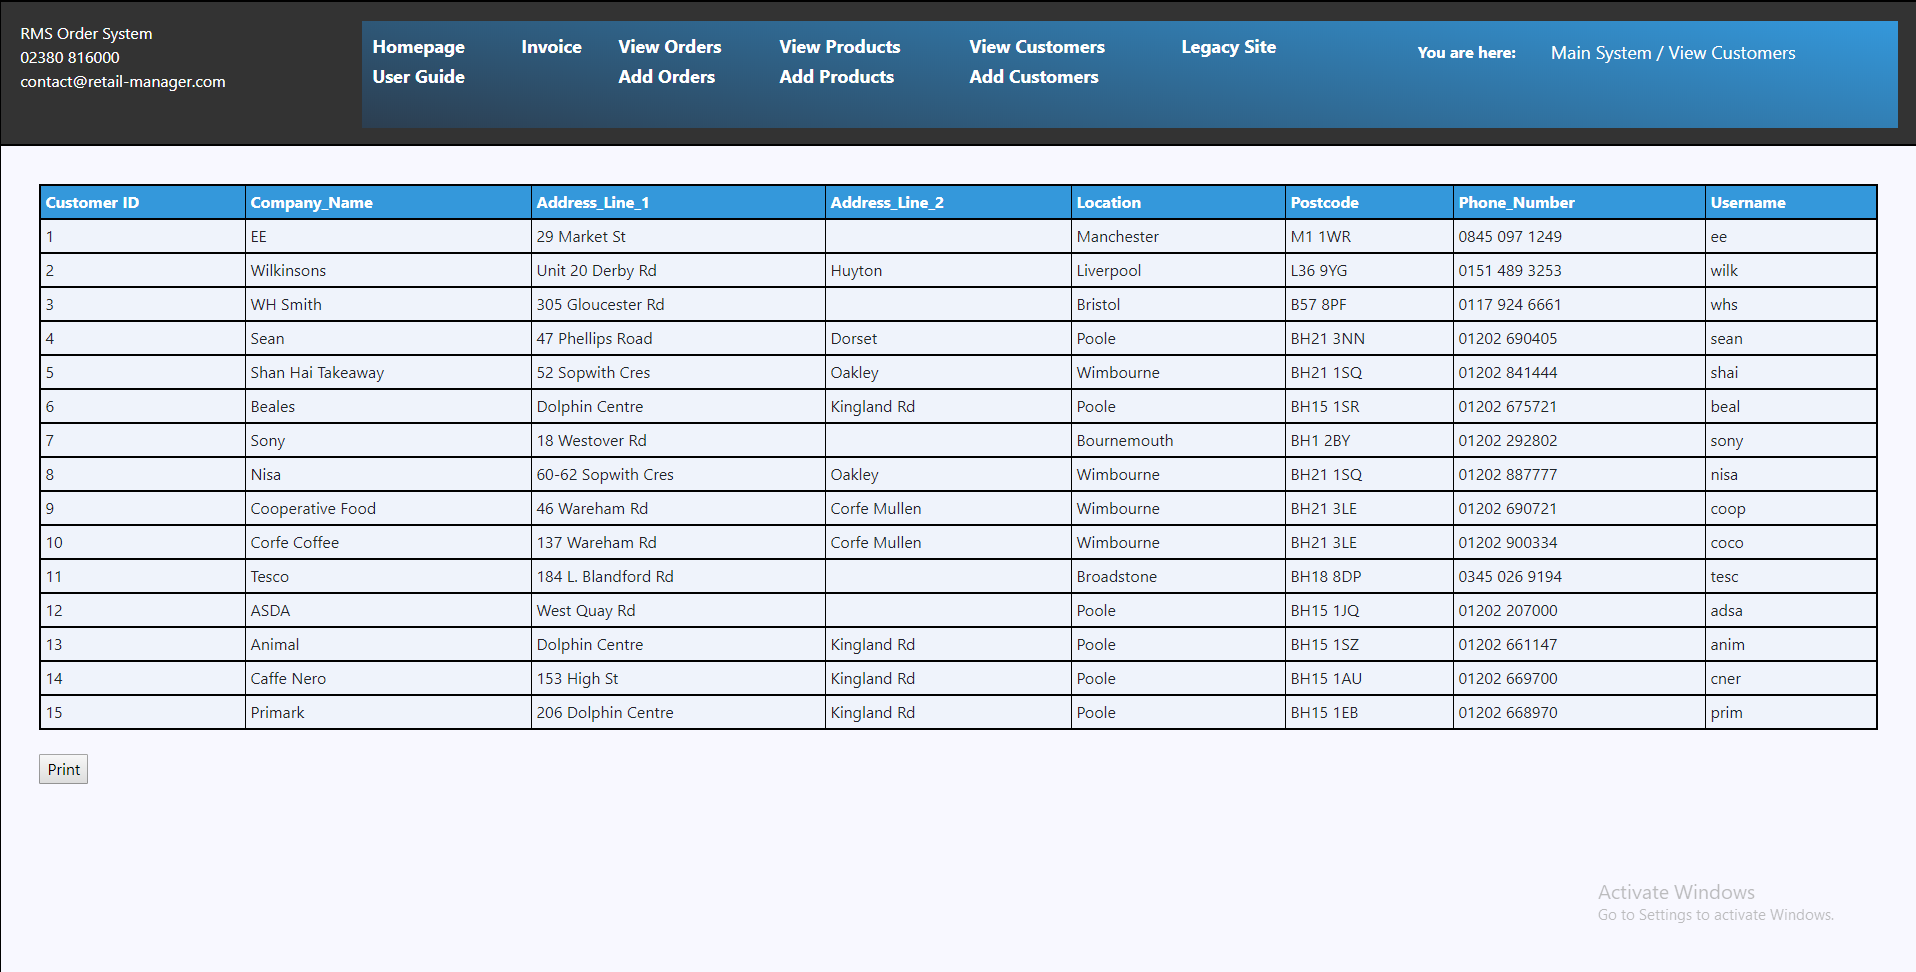 RMS Order System
02380 816000
contact@retail-manager.com
Homepage Invoice View Orders View Products View Customers Legacy Site You are here: Main System / View Customers
User Guide Add Orders Add Products Add Customers
Customer ID Company_Name Address_Line_1 Address_Line_2 Location Postcode Phone_Number Username
1 EE 29 Market St Manchester M1 1WR 0845 097 1249 ee
2 Wilkinsons Unit 20 Derby Rd Huyton Liverpool L36 9YG 0151 489 3253 wilk
3 WH Smith 305 Gloucester Rd Bristol B57 8PF 0117 924 6661 whs
4 Sean 47 Phellips Road Dorset Poole BH21 3NN 01202 690405 sean
5 Shan Hai Takeaway 52 Sopwith Cres Oakley Wimbourne BH21 1SQ 01202 841444 shai
6 Beales Dolphin Centre Kingland Rd Poole BH15 1SR 01202 675721 beal
7 Sony 18 Westover Rd Bournemouth BH1 2BY 01202 292802 sony
8 Nisa 60-62 Sopwith Cres Oakley Wimbourne BH21 1SQ 01202 887777 nisa
9 Cooperative Food 46 Wareham Rd Corfe Mullen Wimbourne BH21 3LE 01202 690721 coop
10 Corfe Coffee 137 Wareham Rd Corfe Mullen Wimbourne BH21 3LE 01202 900334 coco
11 Tesco 184 L. Blandford Rd Broadstone BH18 8DP 0345 026 9194 tesc
12 ASDA West Quay Rd Poole BH15 1JQ 01202 207000 adsa
13 Animal Dolphin Centre Kingland Rd Poole BH15 1SZ 01202 661147 anim
14 Caffe Nero 153 High St Kingland Rd Poole BH15 1AU 01202 669700 cner
15 Primark 206 Dolphin Centre Kingland Rd Poole BH15 1EB 01202 668970 prim
Print
Activate Windows
Go to Settings to activate Windows.